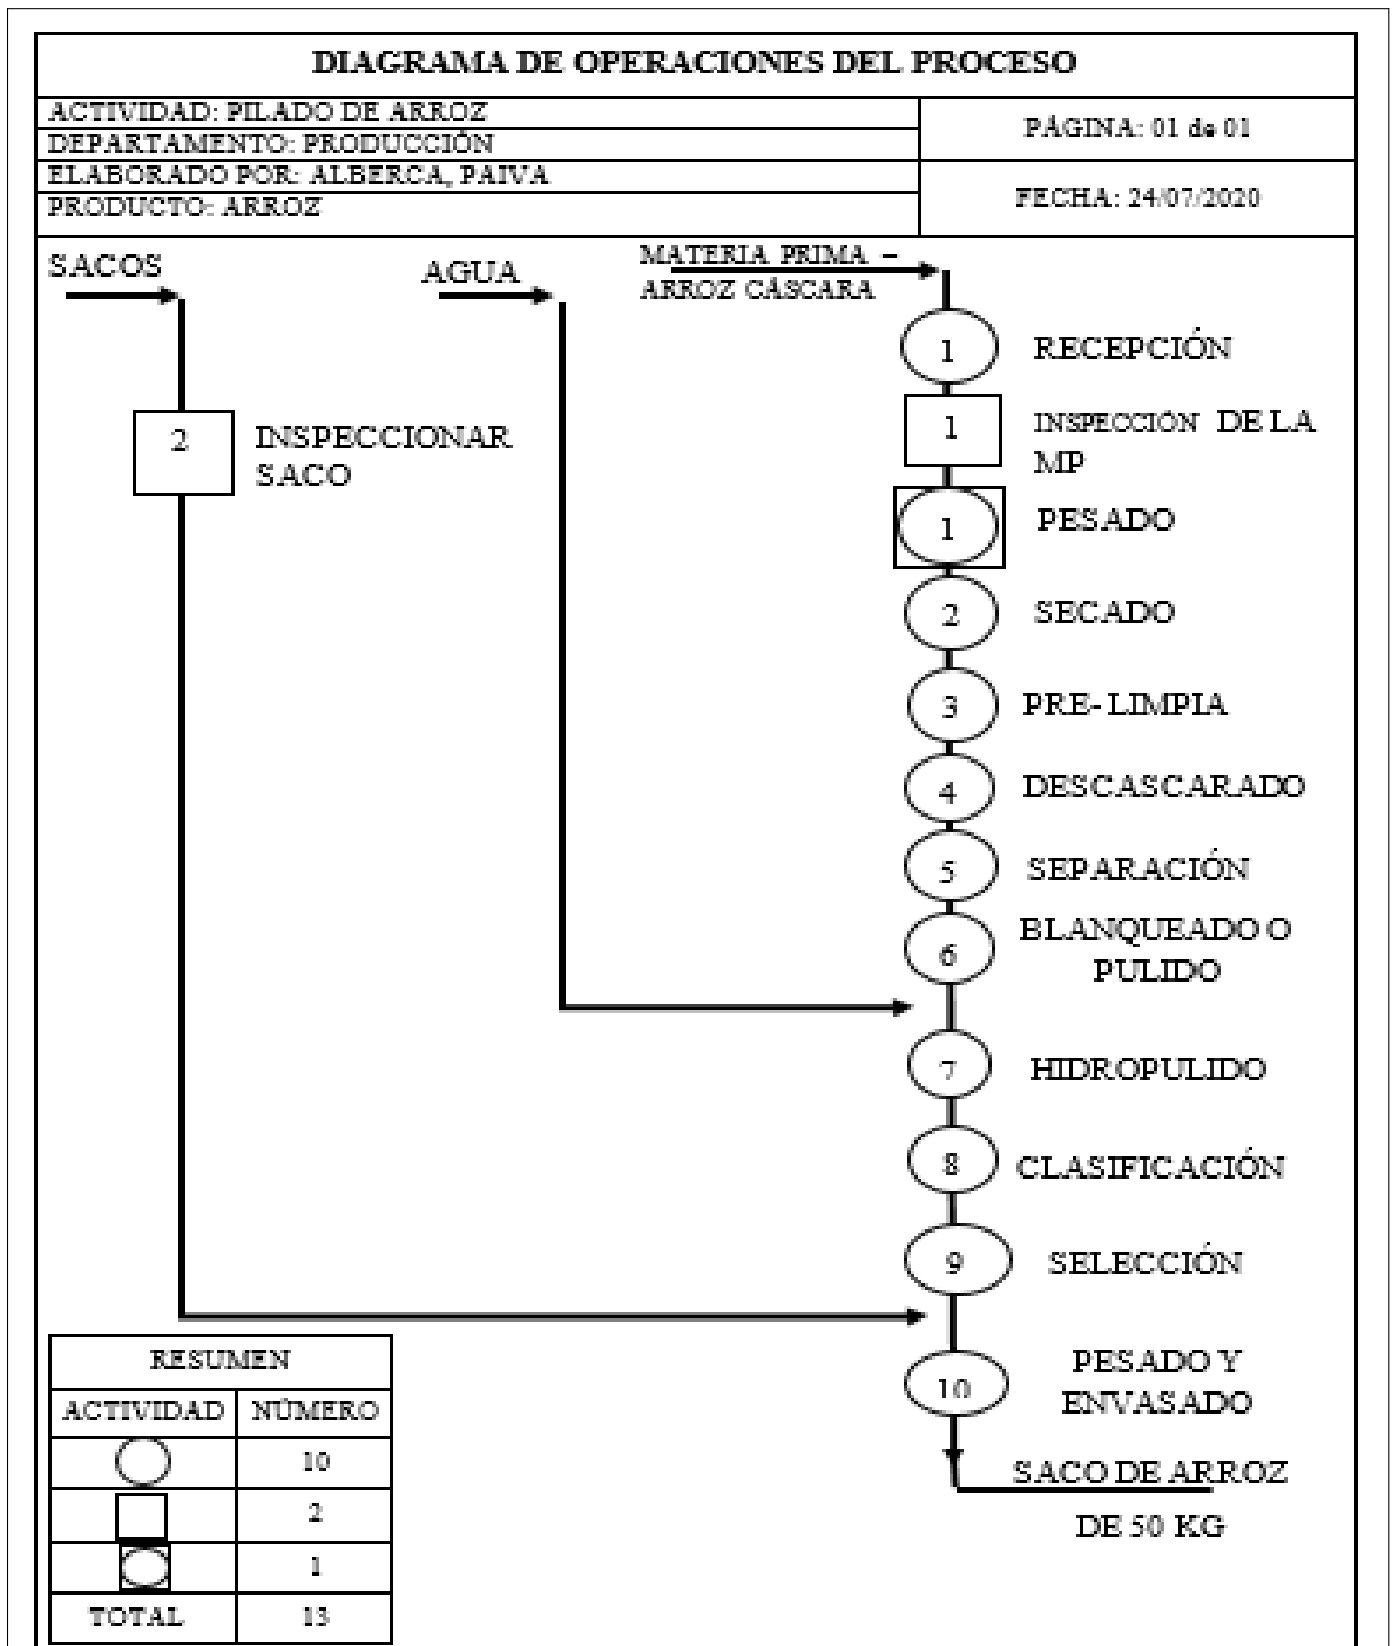 DIAGRAMA DE OPERACIONES DEL PROCESO
ACTIVIDAD: PILADO DE ARROZ
DEPARTAMENTO: PRODUCCIÓN
PÁGINA: 01 de 01
ELABORADO POR: ALBERCA, PAIVA
PRODUCTO: ARROZ
FECHA: 24/07/2020
SACOS
AGUA
MATERIA PRIMA –
ARROZ CÁSCARA
1
RECEPCIÓN
2
INSPECCIONAR
SACO
1
INSPECCIÓN DE LA
MP
1
PESADO
2
SECADO
3
PRE-LIMPIA
4
DESCASCARADO
5
SEPARACIÓN
6
BLANQUEADO O
PULIDO
7
HIDROPULIDO
8
CLASIFICACIÓN
9
SELECCIÓN
10
PESADO Y
ENVASADO
SACO DE ARROZ
DE 50 KG
RESUMEN
ACTIVIDAD NÚMERO
10
2
1
TOTAL 13